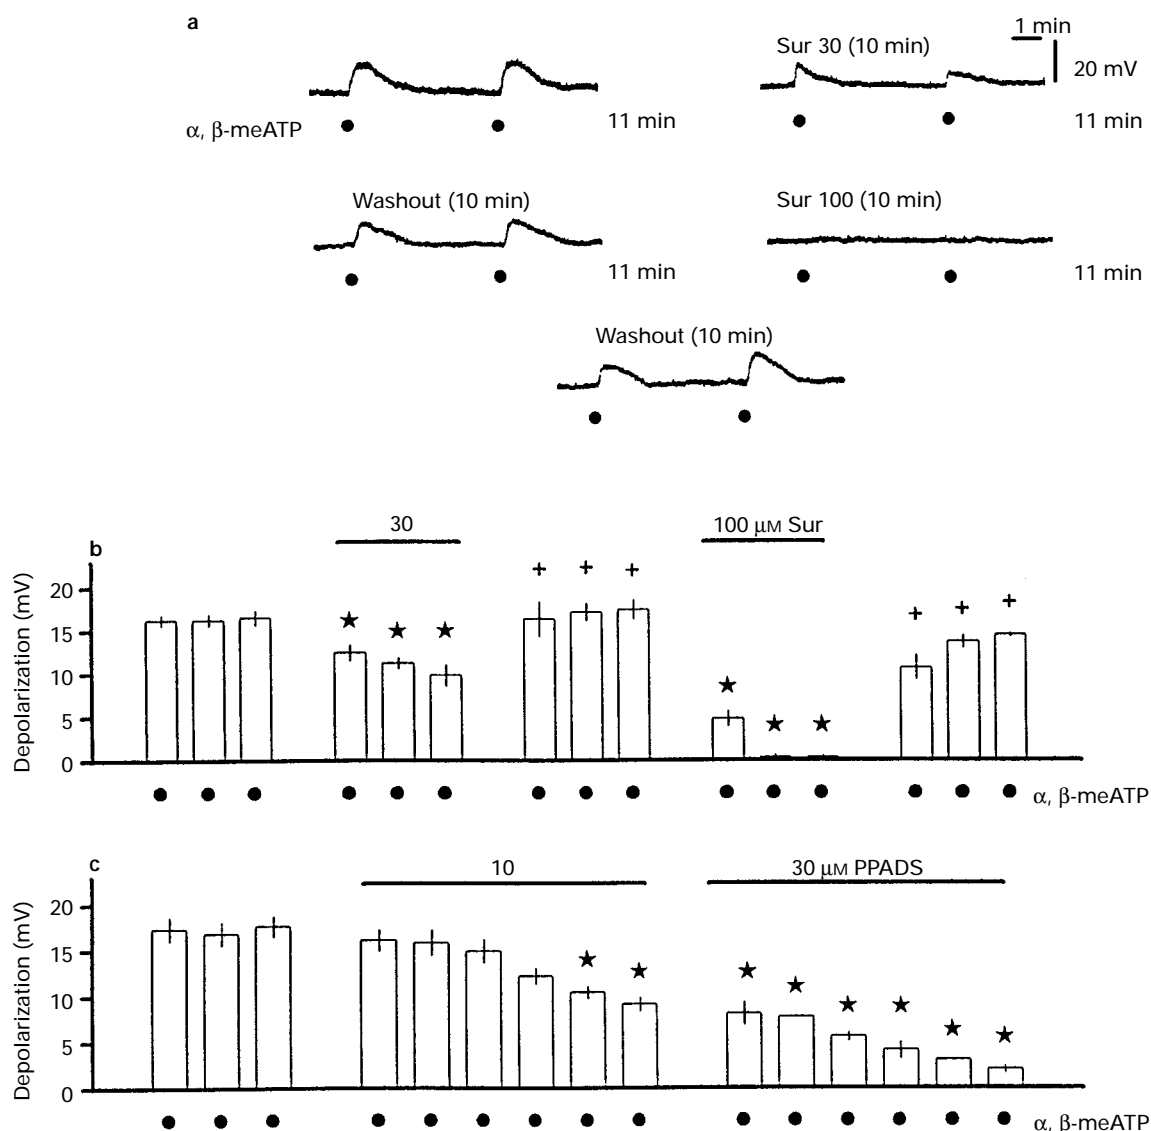 a
1 min
Sur 30 (10 min)
20 mV
α, β-meATP
11 min
11 min
Washout (10 min)
Sur 100 (10 min)
11 min
11 min
Washout (10 min)
b
30
100 μM Sur
Depolarization (mV)
20
+ + +
+ + +
15
10
5
0
α, β-meATP
c
10
30 μM PPADS
Depolarization (mV)
20
15
10
5
0
α, β-meATP